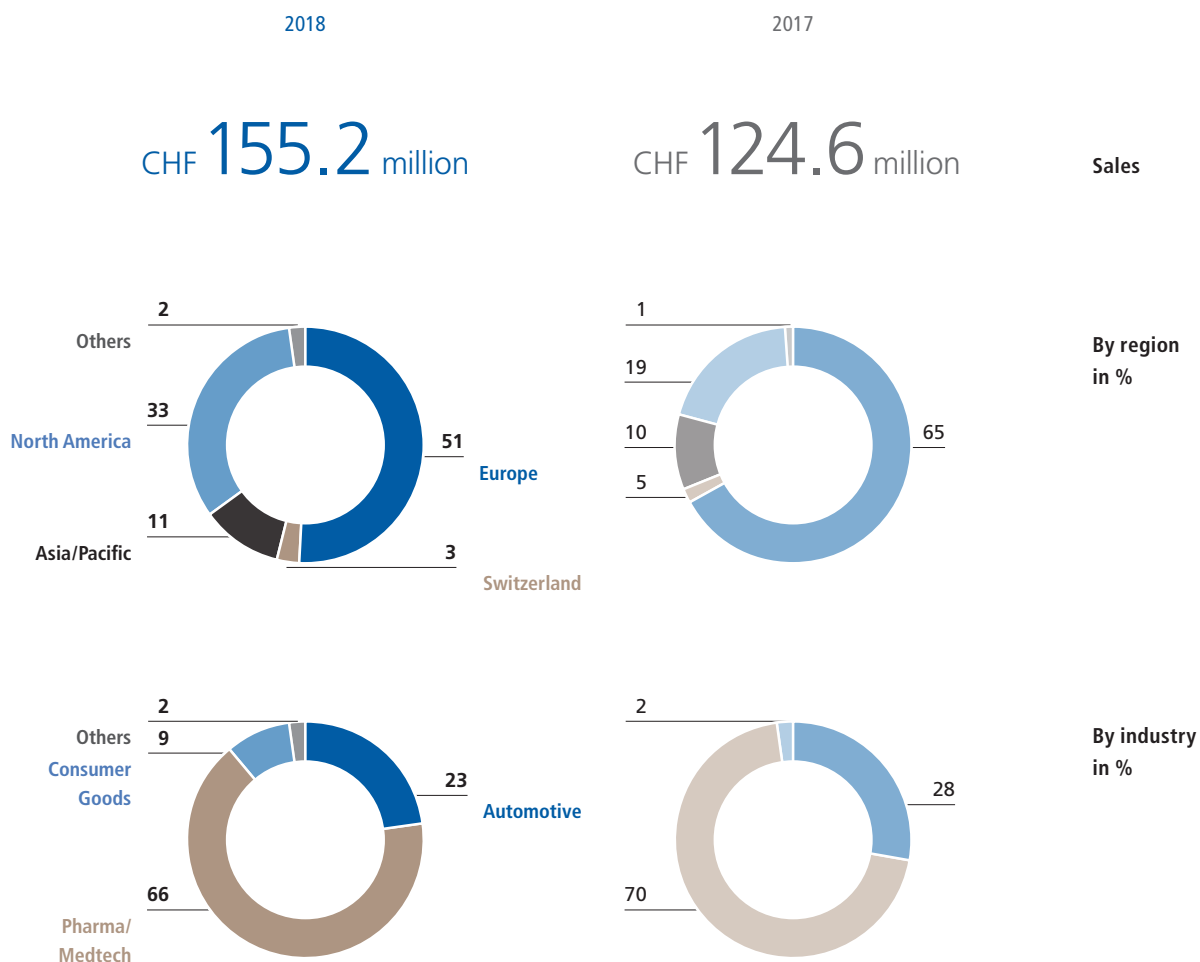 2018
2017
CHF 155.2 million
CHF 124.6 million
Sales
2
Others
33
North America
11
Asia/Pacific
51
Europe
3
Switzerland
1
19
10
5
65
By region
in %
2
Others
9
Consumer
Goods
66
Pharma/
Medtech
23
Automotive
2
28
70
By industry
in %